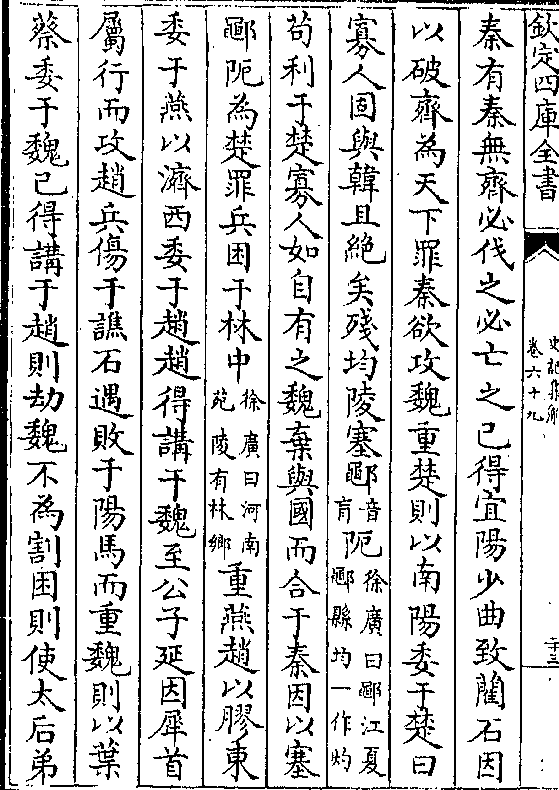 欽定四庫全書
史記集解
卷六十九
二十三
秦有秦無齊必伐之必亡之已得宜陽少曲致藺石因
以破齊為天下罪秦欲攻魏重楚則以南陽委于楚曰
寡人固與韓且絶矣殘均陵塞鄳音盲阨徐廣曰鄳江夏鄳縣均一作灼
茍利于楚寡人如自有之魏棄與國而合于秦因以塞
鄳阨為楚罪兵困于林中徐廣曰河南苑陵有林鄉重燕趙以膠東
委于燕以濟西委于趙趙得講于魏至公子延因犀首
屬行而攻趙兵傷于譙石遇敗于陽馬而重魏則以葉
蔡委于魏已得講于趙則劫魏不為割困則使太后弟